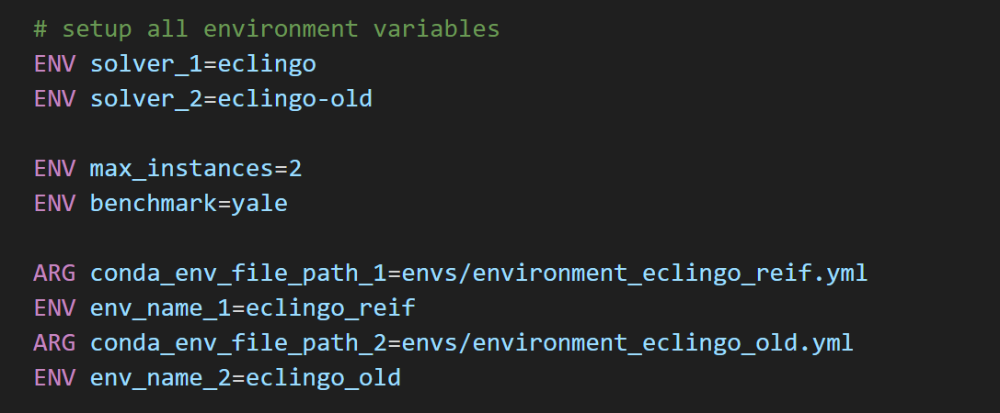 # setup all environment variables
ENV solver_1=eclingo
ENV solver_2=eclingo-old
ENV max_instances=2
ENV benchmark=yale
ARG conda_env_file_path_1=envs/environment_eclingo_reif.yml
ENV env_name_1=eclingo_reif
ARG conda_env_file_path_2=envs/environment_eclingo_old.yml
ENV env_name_2=eclingo_old